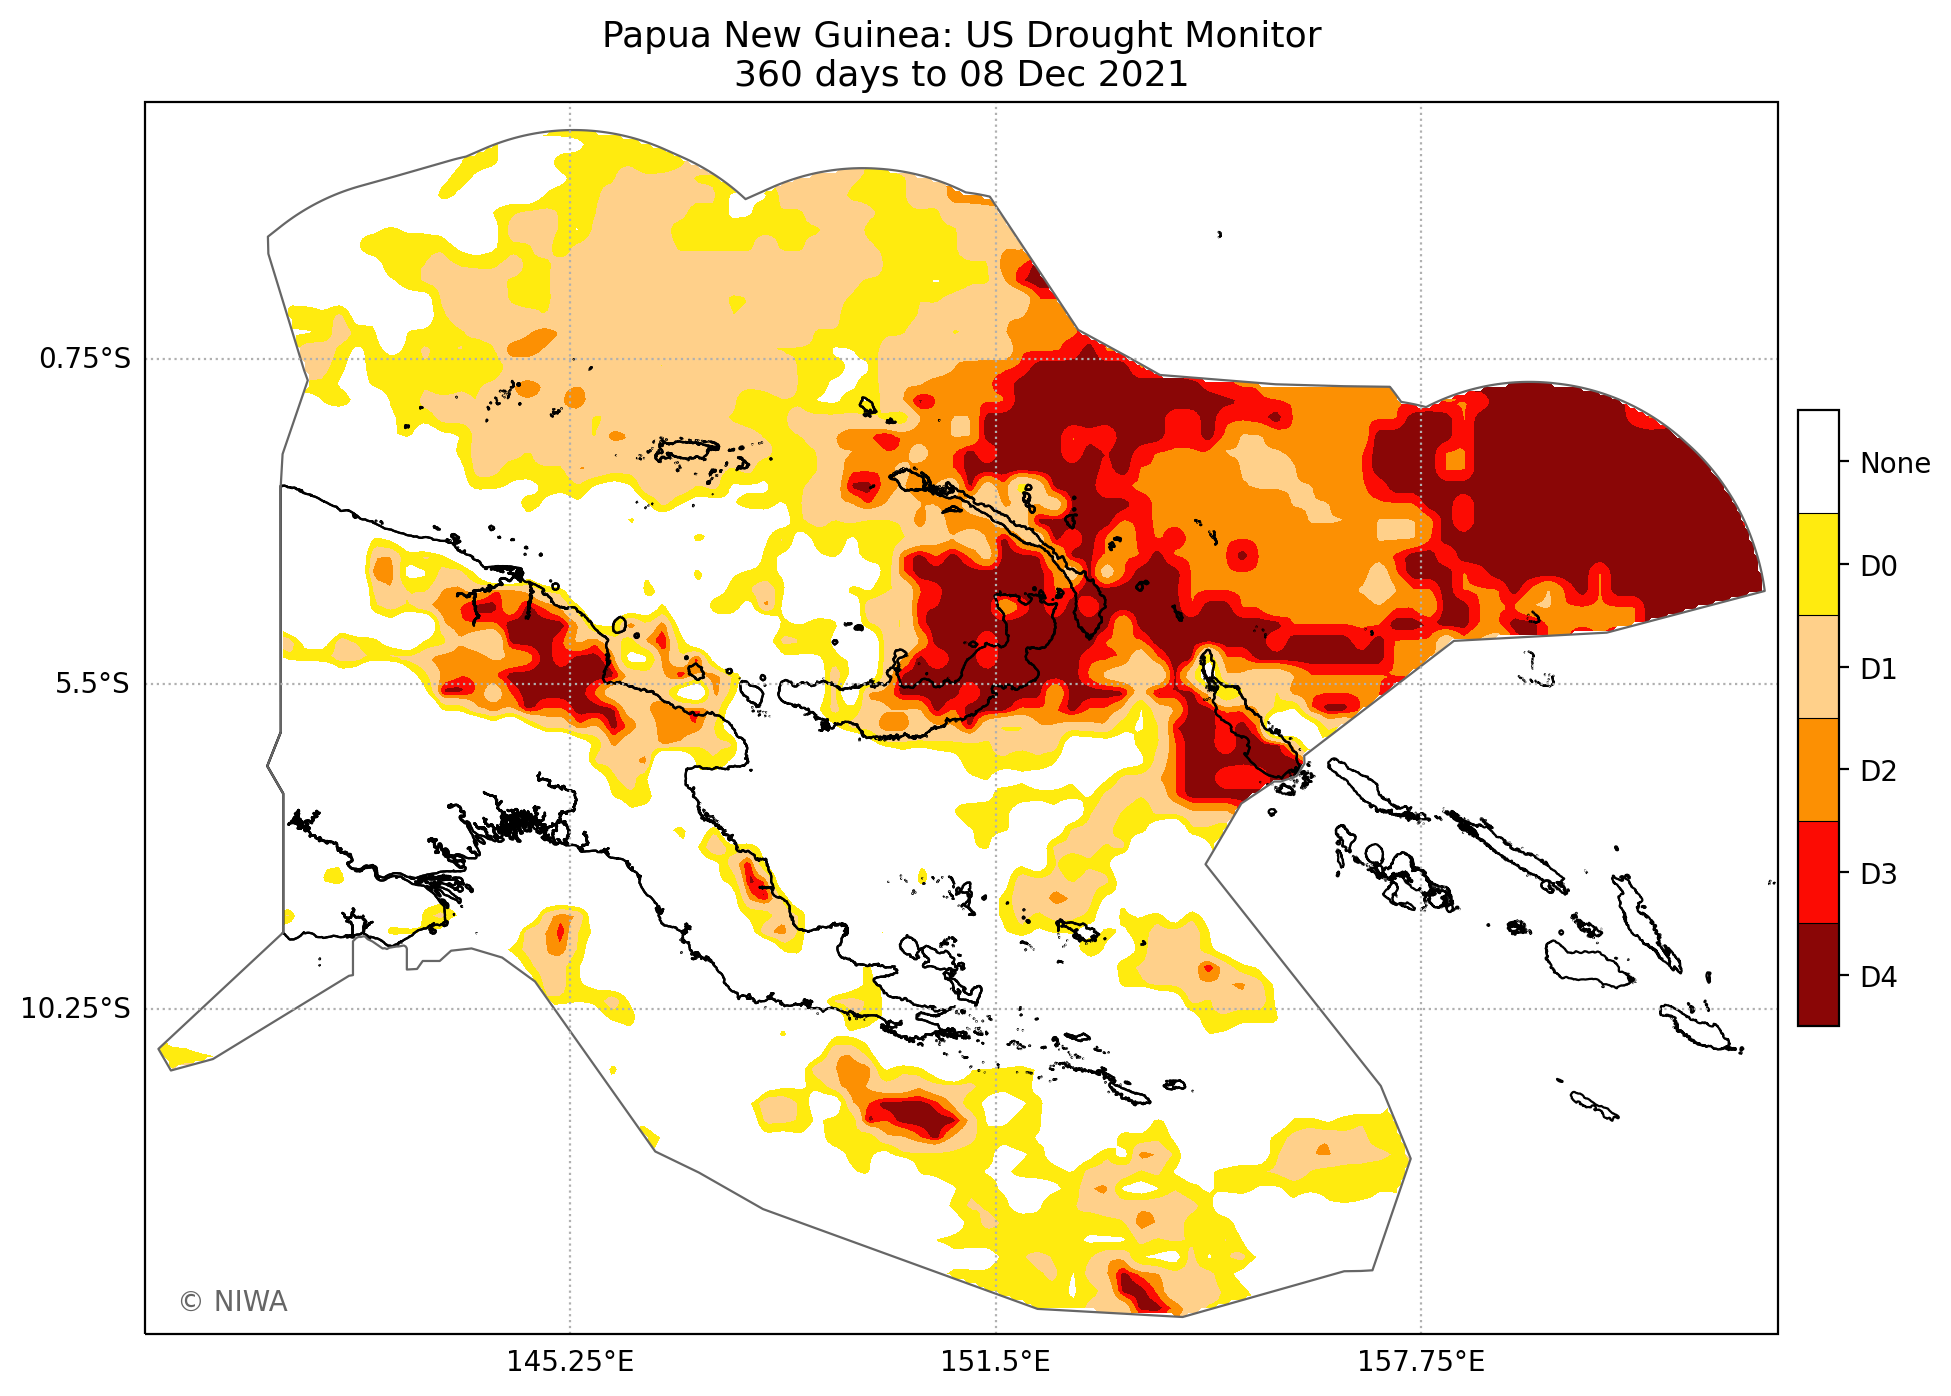 Papua New Guinea: US Drought Monitor
360 days to 08 Dec 2021
0.75°S
5.5°S
10.25°S
145.25°E
151.5°E
157.75°E
None
D0
D1
D2
D3
D4
© NIWA